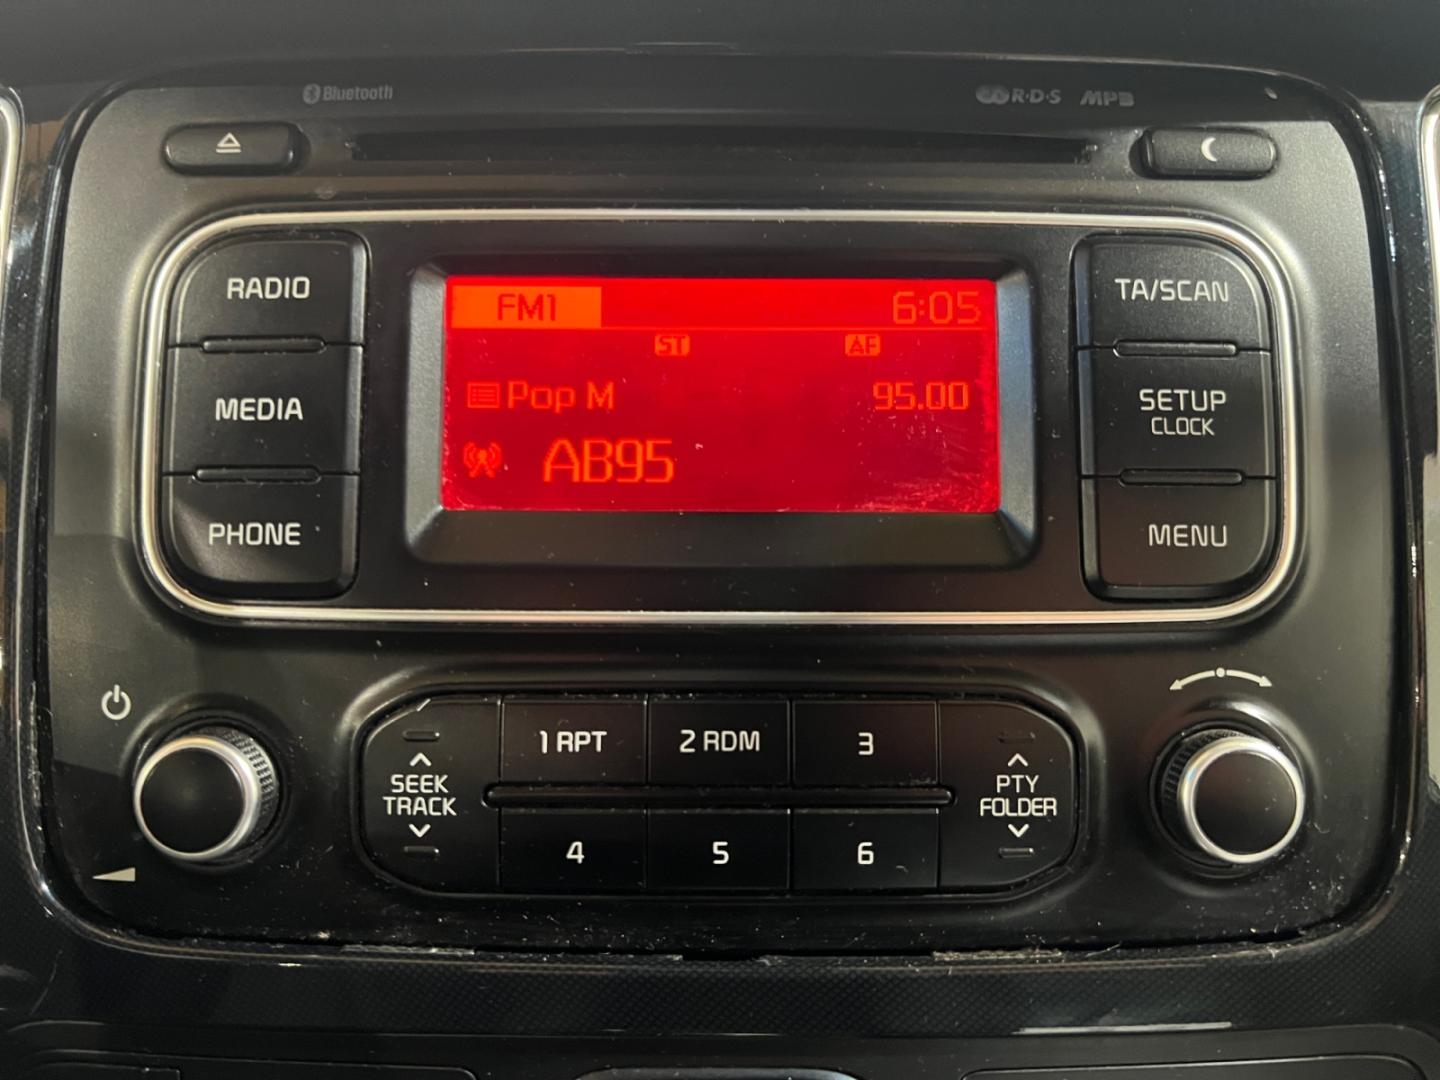 Bluetooth
R·D·S MP3
RADIO
MEDIA
PHONE
FM1 6:05
ST AF
Pop M 95.00
AB95
TA/SCAN
SETUP
CLOCK
MENU
SEEK
TRACK
1 RPT
2 RDM
3
4
5
6
PTY
FOLDER